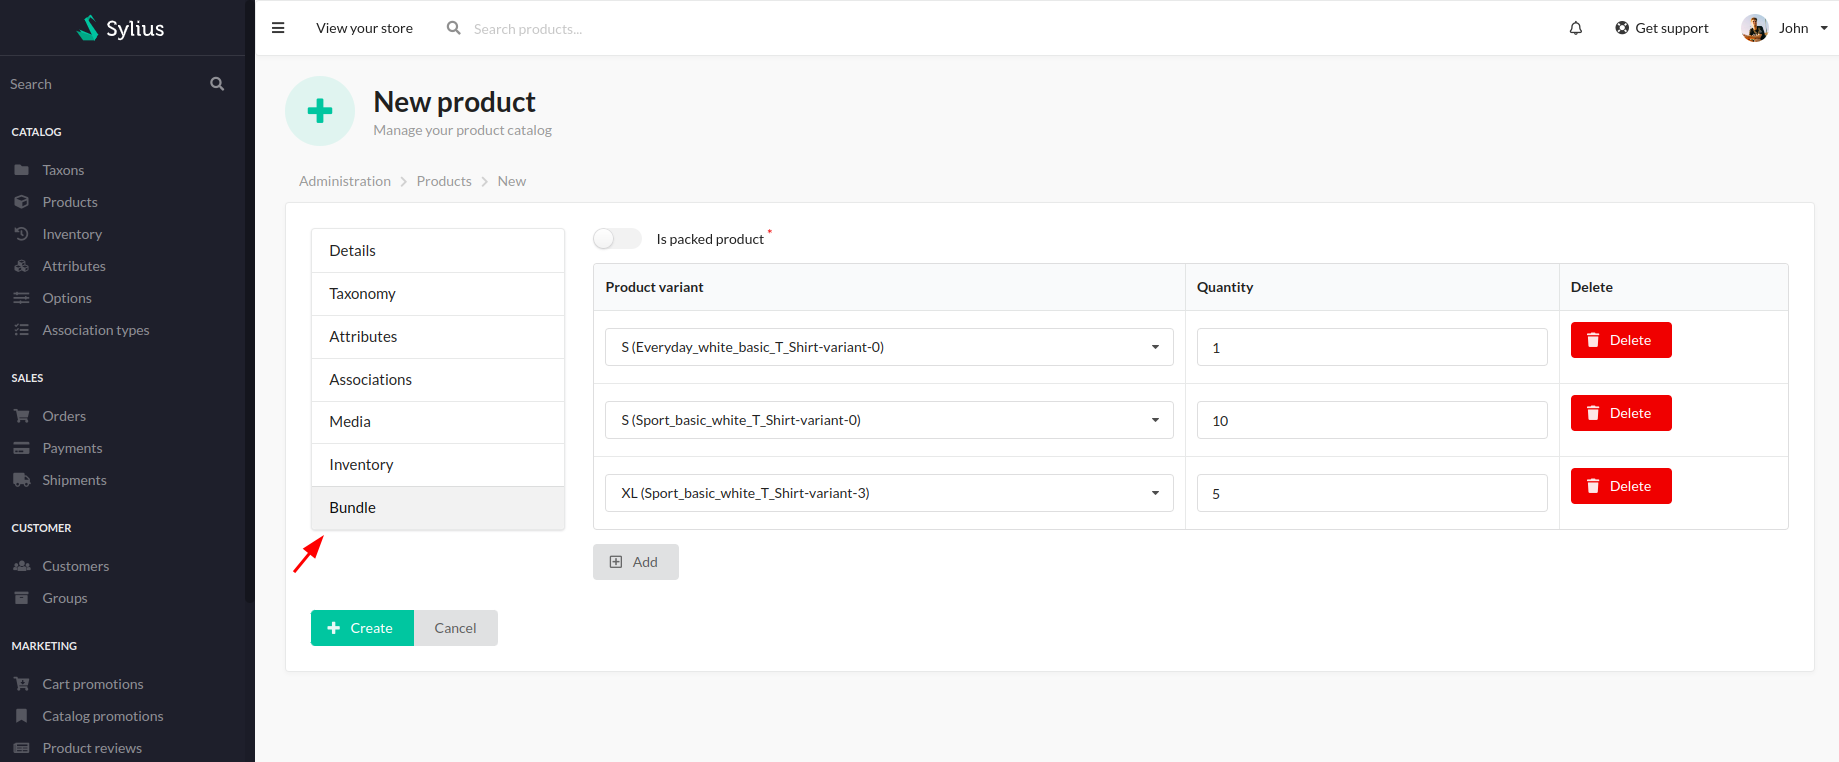 Sylius
View your store
Search products...
Get support
John
Search
CATALOG
Taxons
Products
Inventory
Attributes
Options
Association types
SALES
Orders
Payments
Shipments
CUSTOMER
Customers
Groups
MARKETING
Cart promotions
Catalog promotions
Product reviews
New product
Manage your product catalog
Administration > Products > New
Details
Taxonomy
Attributes
Associations
Media
Inventory
Bundle
Is packed product *
Product variant Quantity Delete
S (Everyday_white_basic_T_Shirt-variant-0) 1 Delete
S (Sport_basic_white_T_Shirt-variant-0) 10 Delete
XL (Sport_basic_white_T_Shirt-variant-3) 5 Delete
Add
Create Cancel